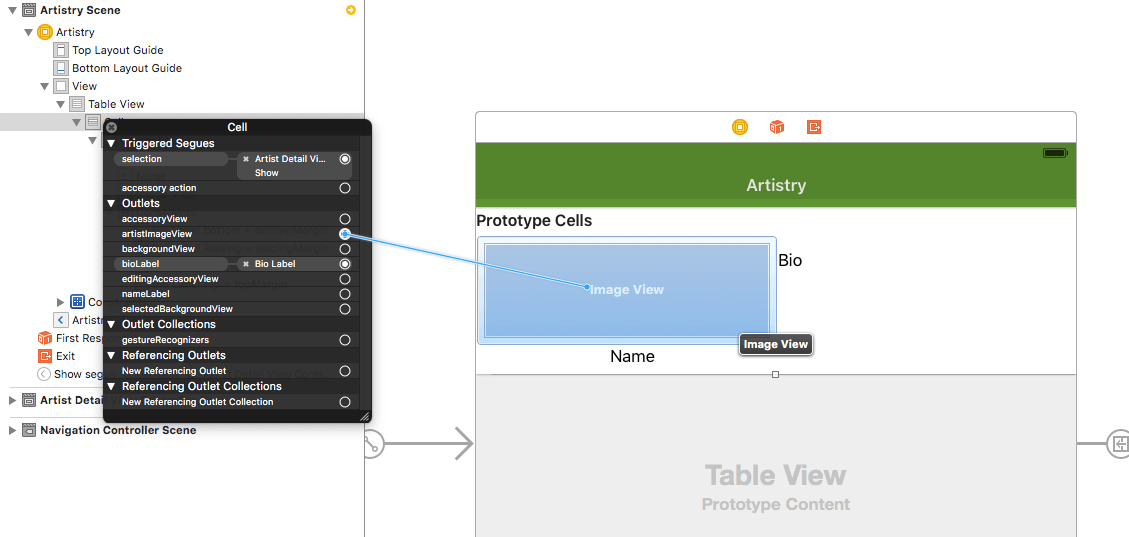 Artistry Scene
Artistry
Top Layout Guide
Bottom Layout Guide
View
Table View
Cell
Triggered Segues
selection
Artist Detail Vi...
Show
accessory action
Outlets
accessoryView
artistImageView
backgroundView
bioLabel
Bio Label
editingAccessoryView
nameLabel
selectedBackgroundView
Outlet Collections
gestureRecognizers
Referencing Outlets
New Referencing Outlet
Referencing Outlet Collections
New Referencing Outlet Collection
Co
Artistr
First Resp
Exit
Show seg
Artist Detai
Navigation Controller Scene
Artistry
Prototype Cells
Image View
Bio
Image View
Name
Table View
Prototype Content